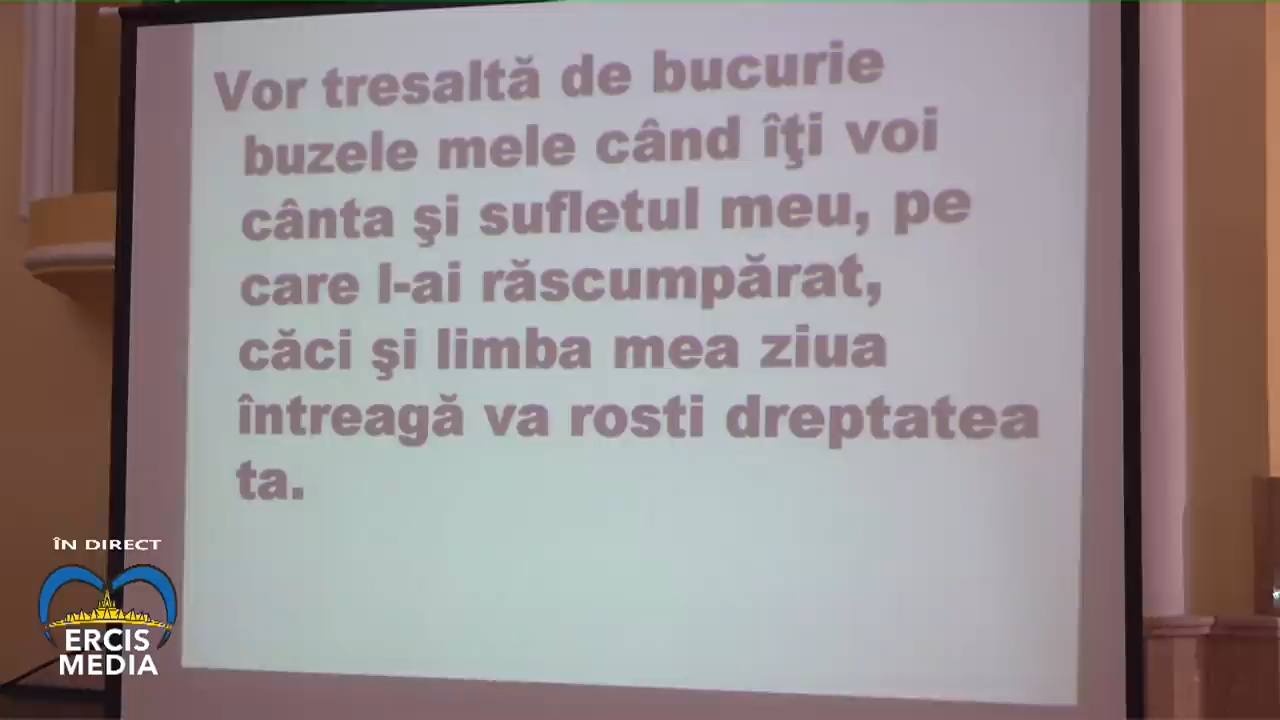 Vor tresaltă de bucurie
buzele mele când îţi voi
cânta şi sufletul meu, pe
care l-ai răscumpărat,
căci şi limba mea ziua
întreagă va rosti dreptatea
ta.
ÎN DIRECT
ERCIS
MEDIA